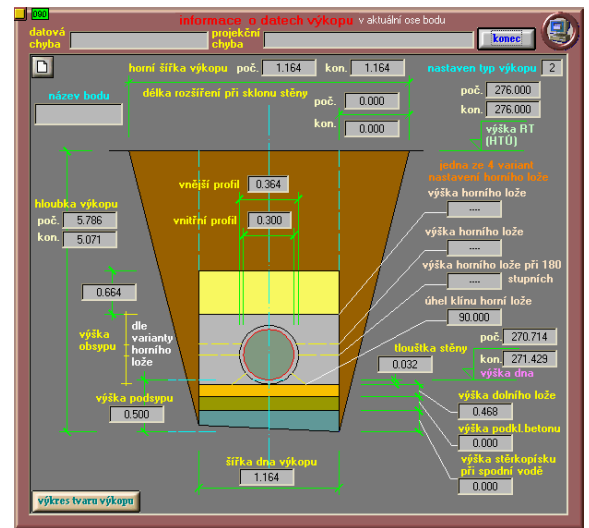 D90
informace o datech výkopu v aktuální ose bodu
datová chyba
projekční chyba
konec
horní šířka výkopu poč. 1.164 kon. 1.164
nastaven typ výkopu 2
název bodu
délka rozšíření při sklonu stěny
poč. 0.000
kon. 0.000
poč. 276.000
kon. 276.000
výška RT
(HTÚ)
jedna ze 4 variant
nastavení horního lože
vnější profil 0.364
vnitřní profil 0.300
výška horního lože
----
výška horního lože
----
výška horního lože při 180
---- stupních
úhel klínu horní lože
90.000
hloubka výkopu
poč. 5.786
kon. 5.071
0.664
výška
obsypu
dle
varianty
horního
lože
poč. 270.714
kon. 271.429
výška dna
tlouštka stěny
0.032
výška podsypu
0.500
výška dolního lože
0.468
výška podkl.betonu
0.000
výška stěrkopísku
při spodní vodě
0.000
šířka dna výkopu
1.164
výkres tvaru výkopu